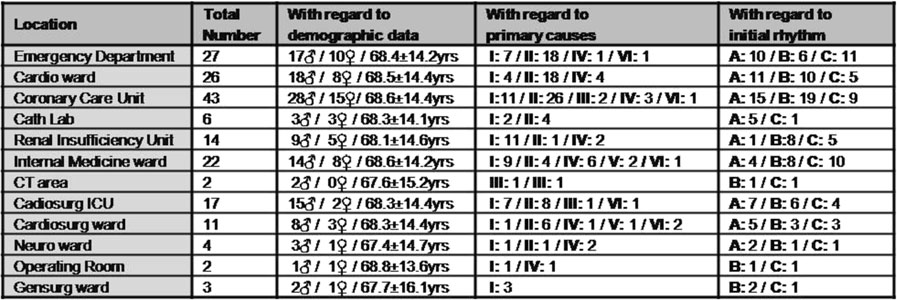 Location | Total Number | With regard to demographic data | With regard to primary causes | With regard to initial rhythm
Emergency Department | 27 | 17♂ / 10♀ / 68.4±14.2yrs | I: 7 / II: 18 / IV: 1 / VI: 1 | A: 10 / B: 6 / C: 11
Cardio ward | 26 | 18♂ / 8♀ / 68.5±14.4yrs | I: 4 / II: 18 / IV: 4 | A: 11 / B: 10 / C: 5
Coronary Care Unit | 43 | 28♂ / 15♀/ 68.6±14.4yrs | I:11 / II: 26 / III: 2 / IV: 3 / VI: 1 | A: 15 / B: 19 / C: 9
Cath Lab | 6 | 3♂ / 3♀ / 68.3±14.1yrs | I: 2 / II: 4 | A: 5 / C: 1
Renal Insufficiency Unit | 14 | 9♂ / 5♀ / 68.1±14.6yrs | I: 11 / II: 1 / IV: 2 | A: 1 / B:8 / C: 5
Internal Medicine ward | 22 | 14♂ / 8♀ / 68.6±14.2yrs | I: 9 / II: 4 / IV: 6 / V: 2 / VI: 1 | A: 4 / B:8 / C: 10
CT area | 2 | 2♂ / 0♀ / 67.6±15.2yrs | III: 1 / III: 1 | B: 1 / C: 1
Cadiosurg ICU | 17 | 15♂ / 2♀ / 68.3±14.4yrs | I: 7 / II: 8 / III: 1 / VI: 1 | A: 7 / B: 6 / C: 4
Cardiosurg ward | 11 | 8♂ / 3♀ / 68.3±14.4yrs | I: 1 / II: 6 / IV: 1 / V: 1 / VI: 2 | A: 5 / B: 3 / C: 3
Neuro ward | 4 | 3♂ / 1♀ / 67.4±14.7yrs | I: 1 / II: 1 / IV: 2 | A: 2 / B: 1 / C: 1
Operating Room | 2 | 1♂ / 1♀ / 68.8±13.6yrs | I: 1 / IV: 1 | B: 1 / C: 1
Gensurg ward | 3 | 2♂ / 1♀ / 67.7±16.1yrs | I: 3 | B: 2 / C: 1